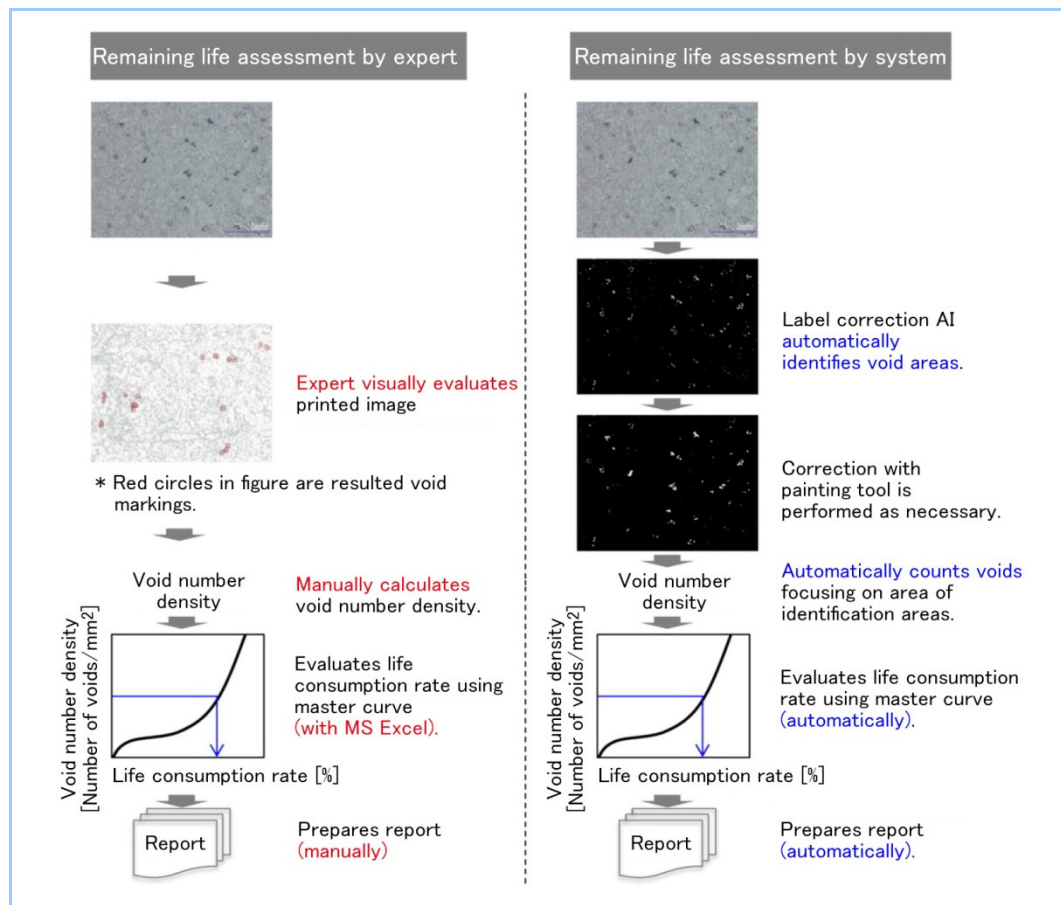 Remaining life assessment by expert
Expert visually evaluates
printed image
* Red circles in figure are resulted void
markings.
Void number
density
Manually calculates
void number density.
Void number density
[Number of voids/mm2]
Evaluates life
consumption rate using
master curve
(with MS Excel).
Life consumption rate [%]
Report
Prepares report
(manually)
Remaining life assessment by system
Label correction AI
automatically
identifies void areas.
Correction with
painting tool is
performed as necessary.
Void number
density
Automatically counts voids
focusing on area of
identification areas.
Void number density
[Number of voids/mm2]
Evaluates life consumption
rate using master curve
(automatically).
Life consumption rate [%]
Report
Prepares report
(automatically).